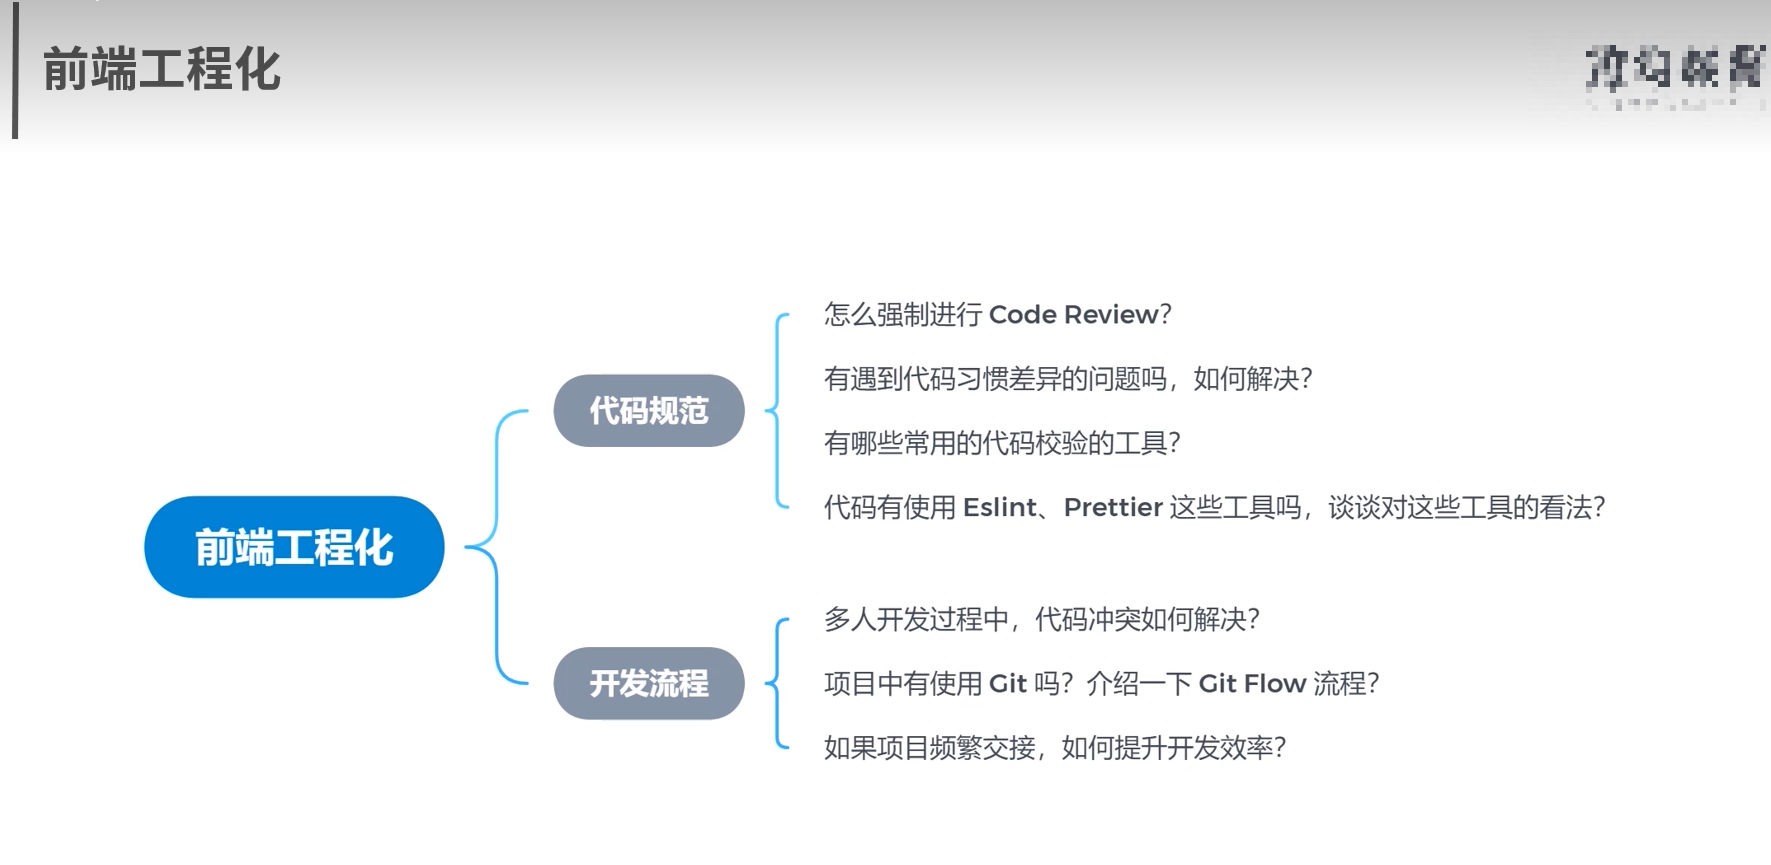 前端工程化
前端工程化
代码规范
怎么强制进行 Code Review？
有遇到代码习惯差异的问题吗，如何解决？
有哪些常用的代码校验的工具？
代码有使用 Eslint、Prettier 这些工具吗，谈谈对这些工具的看法？
开发流程
多人开发过程中，代码冲突如何解决？
项目中有使用 Git 吗？介绍一下 Git Flow 流程？
如果项目频繁交接，如何提升开发效率？